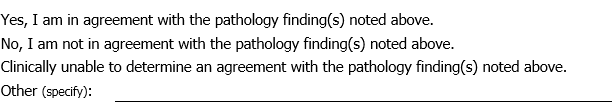 Yes, I am in agreement with the pathology finding(s) noted above.
No, I am not in agreement with the pathology finding(s) noted above.
Clinically unable to determine an agreement with the pathology finding(s) noted above.
Other (specify):